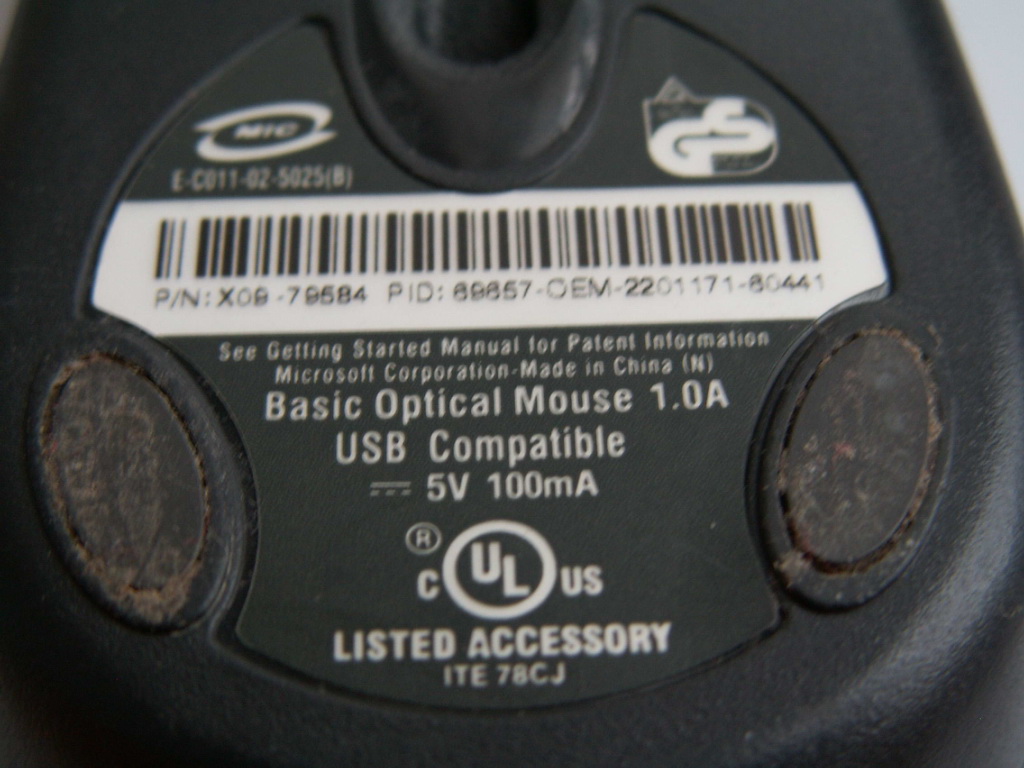 MIC
E-C011-02-5025(B)
P/N: X09-79584 PID: 69657-OEM-2201171-60441
See Getting Started Manual for Patent Information
Microsoft Corporation-Made in China (N)
Basic Optical Mouse 1.0A
USB Compatible
5V 100mA
®
C UL US
LISTED ACCESSORY
ITE 78CJ